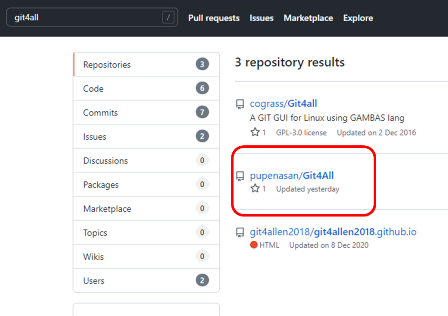 git4all / Pull requests Issues Marketplace Explore
Repositories 3
Code 6
Commits 7
Issues 2
Discussions 0
Packages 0
Marketplace 0
Topics 0
Wikis 0
Users 2
3 repository results
cograss/Git4all
A GIT GUI for Linux using GAMBAS lang
1 GPL-3.0 license Updated on 2 Dec 2016
pupenasan/Git4All
1 Updated yesterday
git4allen2018/git4allen2018.github.io
HTML Updated on 8 Dec 2020